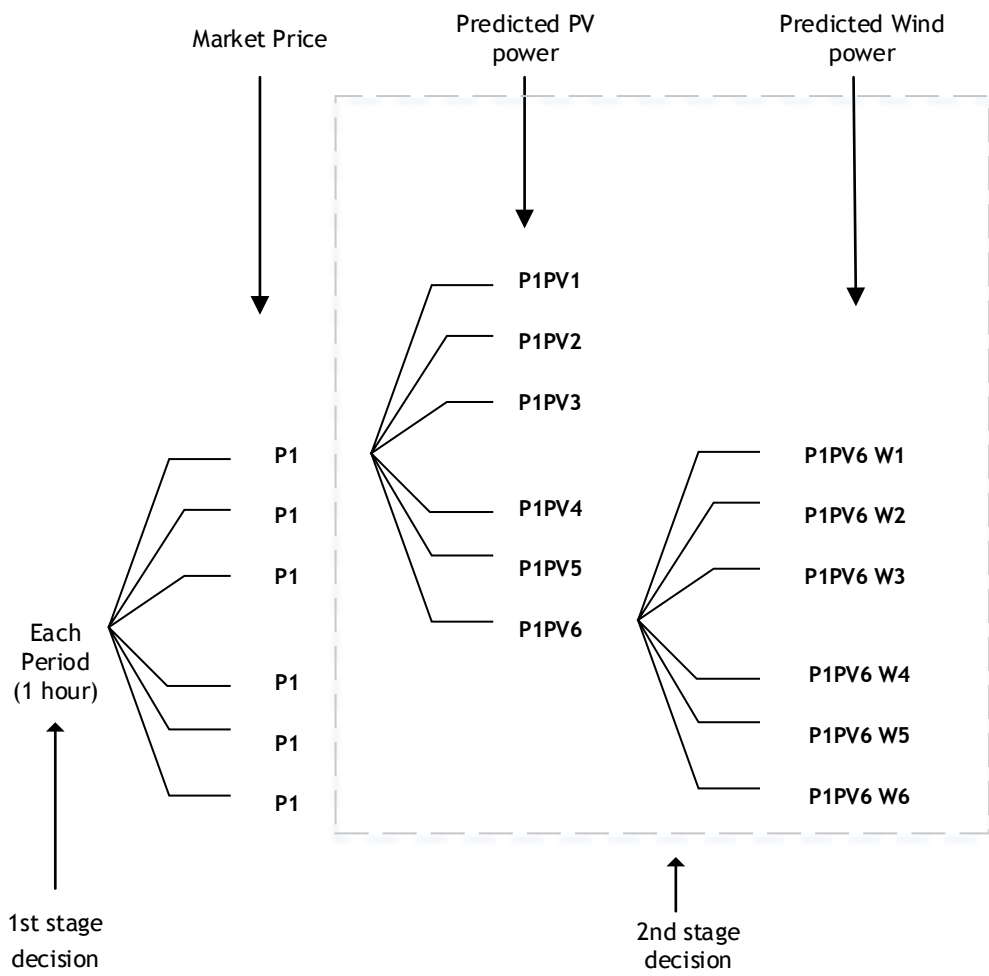 Market Price
Predicted PV
power
Predicted Wind
power
P1PV1
P1PV2
P1PV3
P1PV4
P1PV5
P1PV6
P1
P1
P1
P1
P1
P1
P1PV6 W1
P1PV6 W2
P1PV6 W3
P1PV6 W4
P1PV6 W5
P1PV6 W6
Each
Period
(1 hour)
1st stage
decision
2nd stage
decision